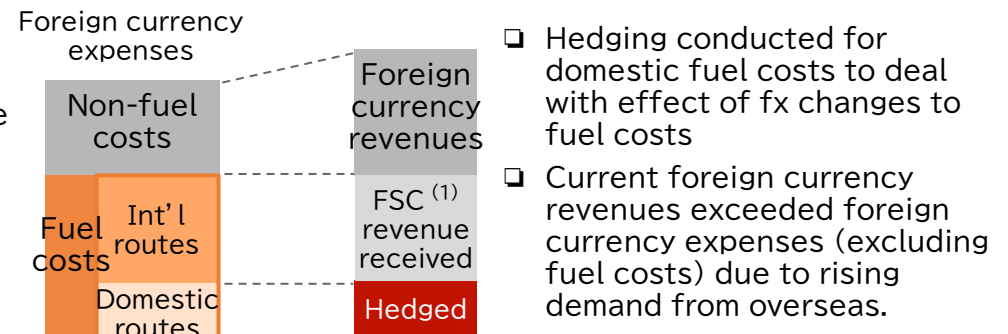 Foreign currency
expenses
e
Non-fuel
costs
Fuel
costs
Int'l
routes
Domestic
routes
Foreign
currency
revenues
FSC (1)
revenue
received
Hedged
❏ Hedging conducted for
domestic fuel costs to deal
with effect of fx changes to
fuel costs
❏ Current foreign currency
revenues exceeded foreign
currency expenses (excluding
fuel costs) due to rising
demand from overseas.